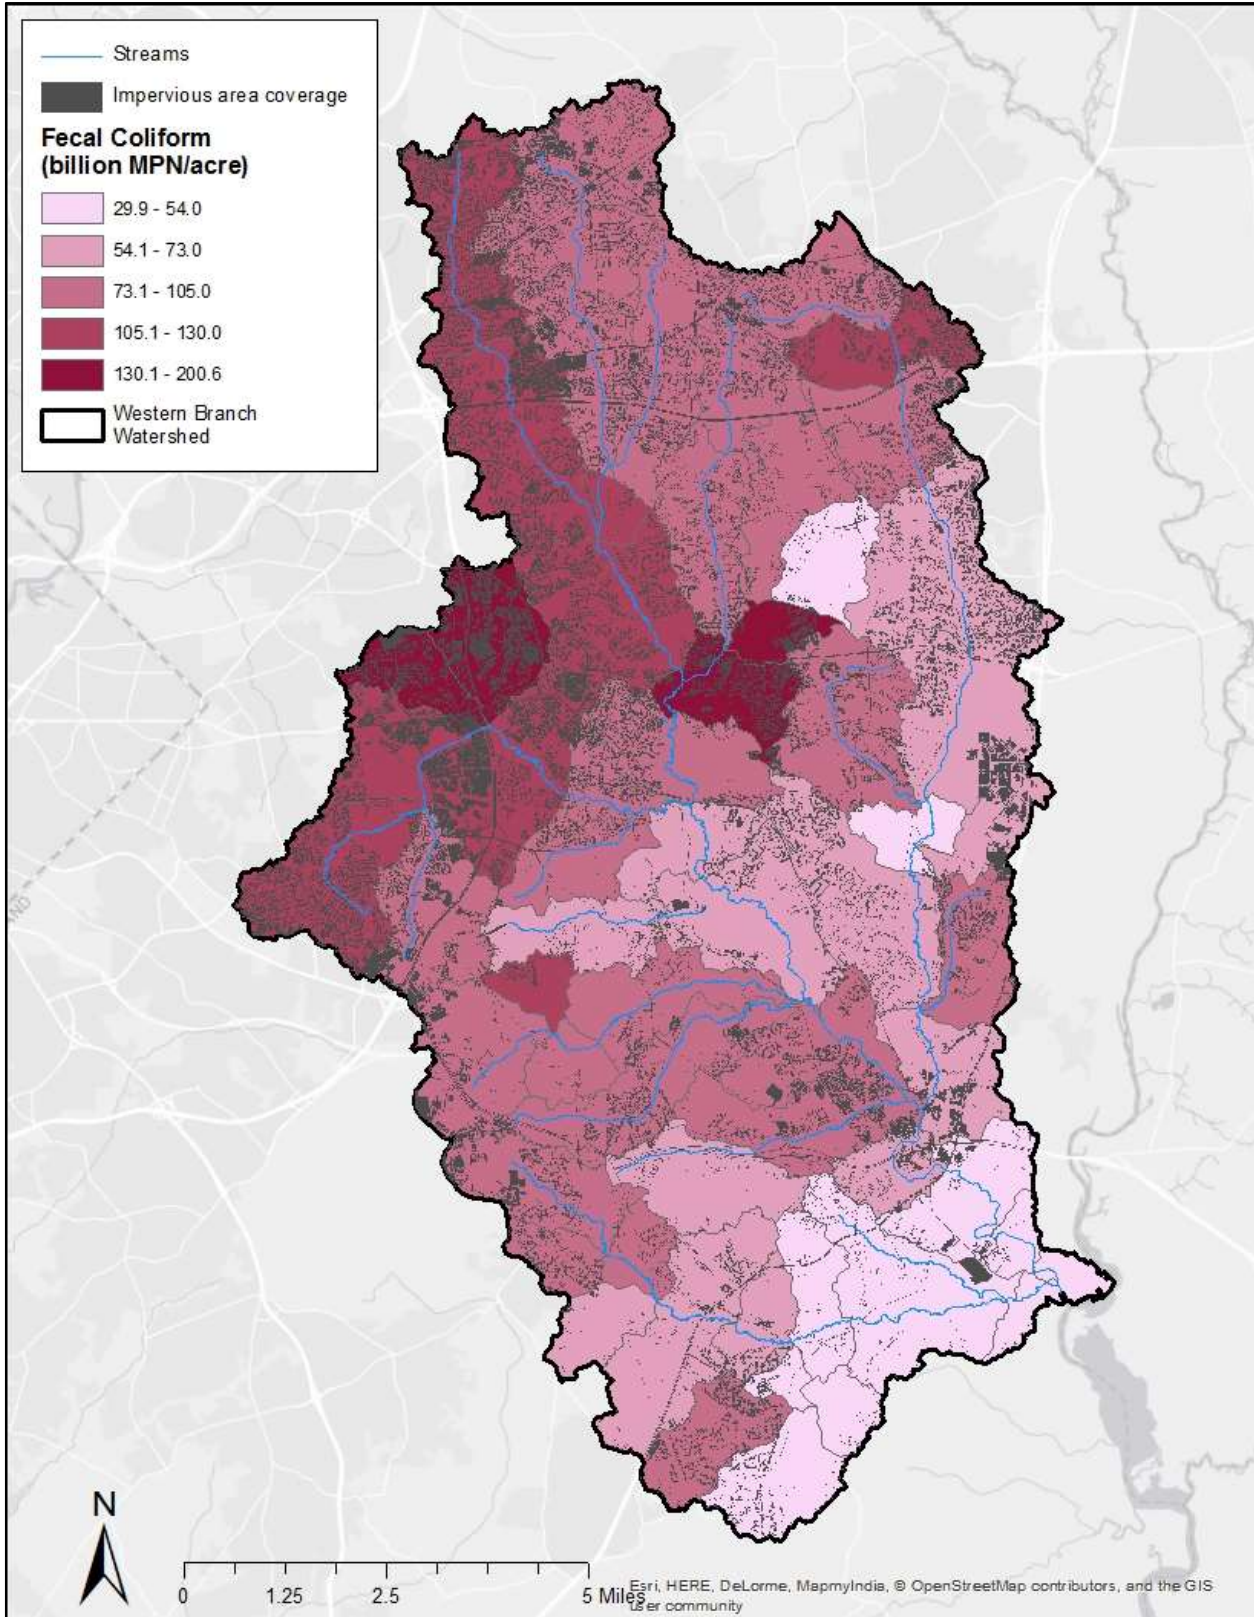 Streams
Impervious area coverage
Fecal Coliform
(billion MPN/acre)
29.9 - 54.0
54.1 - 73.0
73.1 - 105.0
105.1 - 130.0
130.1 - 200.6
Western Branch
Watershed
N
0 1.25 2.5 5 Miles
Esri, HERE, DeLorme, MapmyIndia, © OpenStreetMap contributors, and the GIS
user community